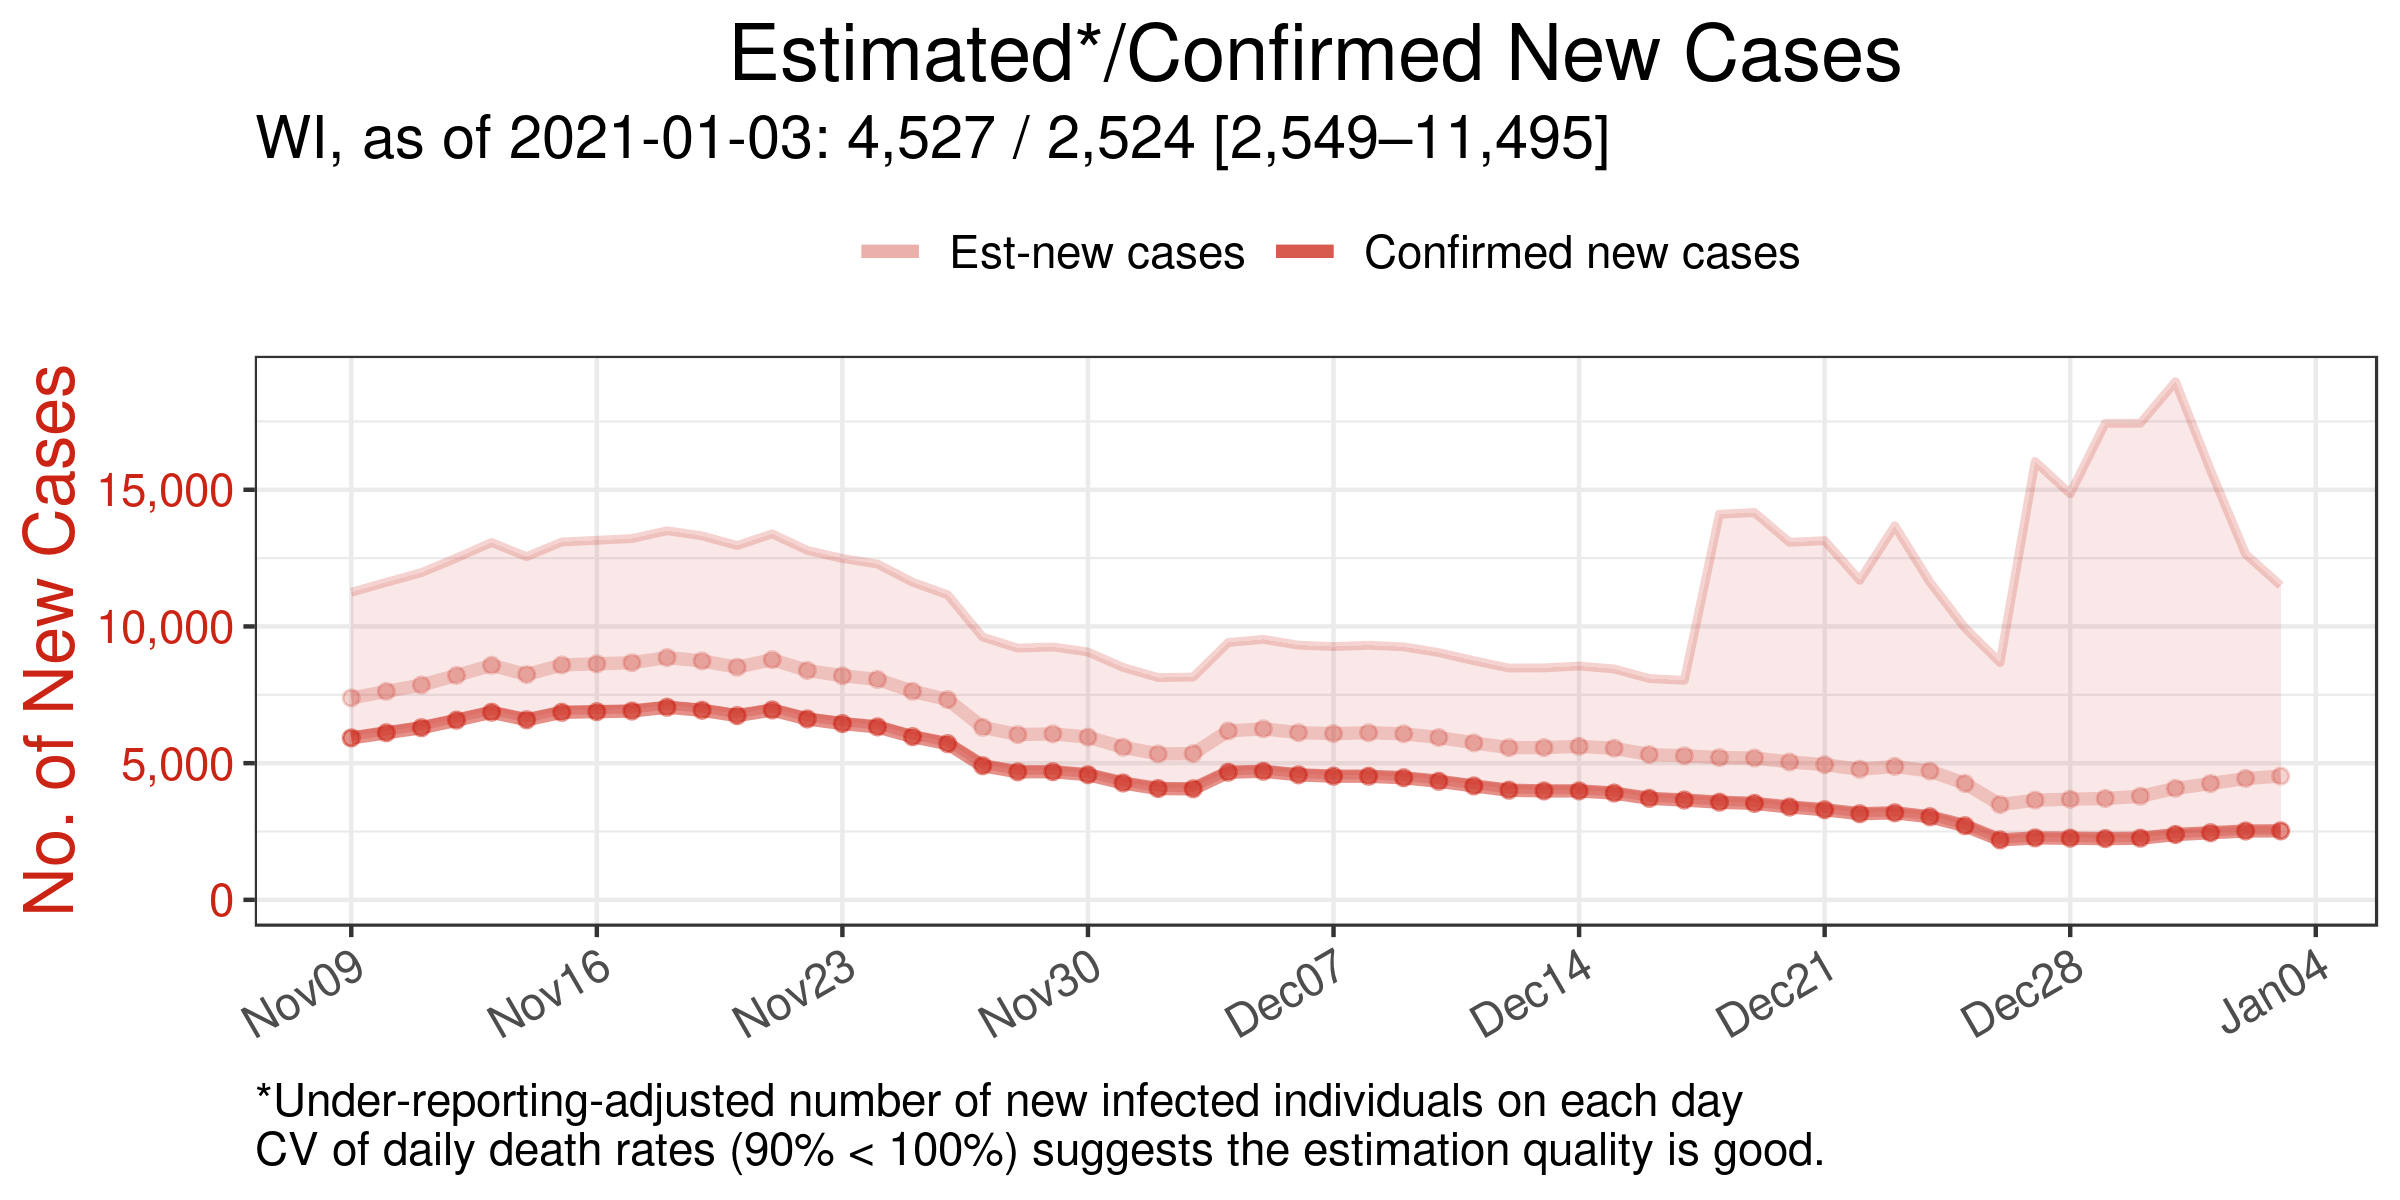 Estimated*/Confirmed New Cases
WI, as of 2021-01-03: 4,527 / 2,524 [2,549–11,495]
Est-new cases Confirmed new cases
No. of New Cases
15,000
10,000
5,000
0
Nov09 Nov16 Nov23 Nov30 Dec07 Dec14 Dec21 Dec28 Jan04
*Under-reporting-adjusted number of new infected individuals on each day
CV of daily death rates (90% < 100%) suggests the estimation quality is good.